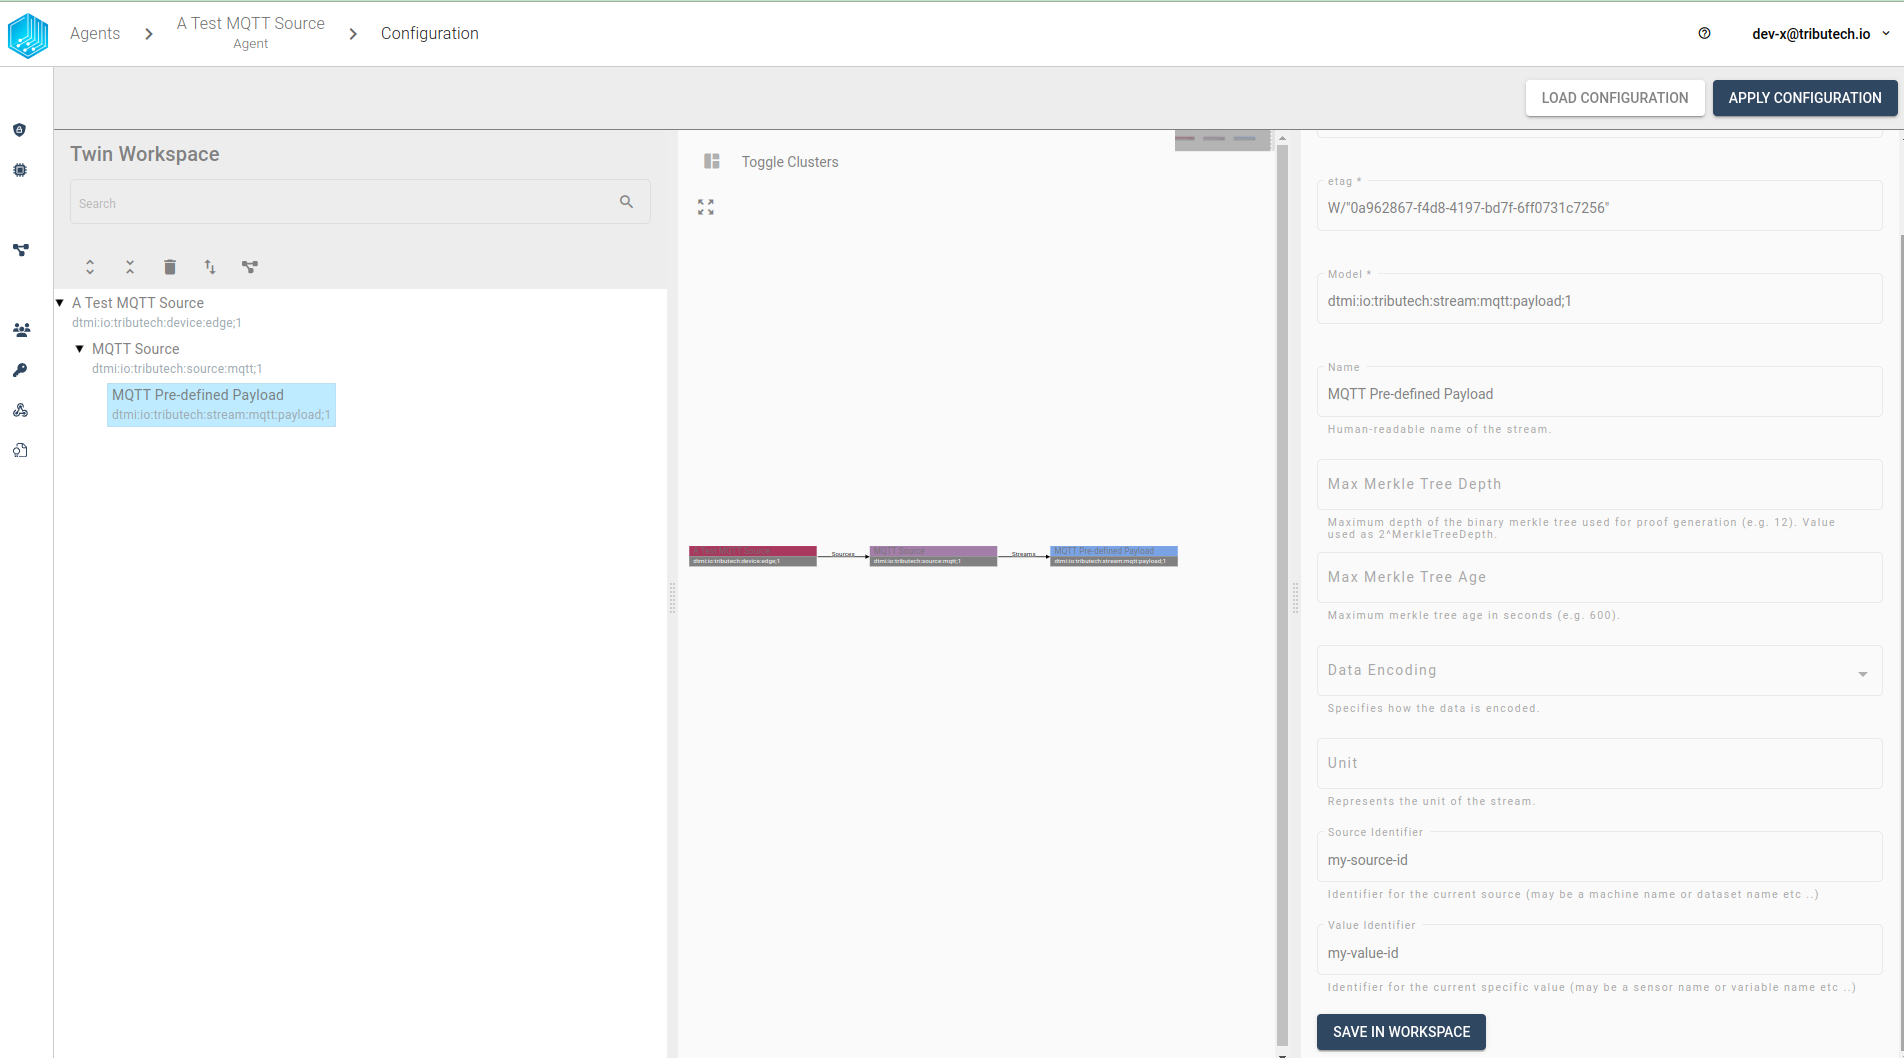 Agents
A Test MQTT Source
Agent
Configuration
dev-x@tributech.io
LOAD CONFIGURATION
APPLY CONFIGURATION
Twin Workspace
Search
A Test MQTT Source
dtmi:io:tributech:device:edge;1
MQTT Source
dtmi:io:tributech:source:mqtt;1
MQTT Pre-defined Payload
dtmi:io:tributech:stream:mqtt:payload;1
Toggle Clusters
A Test MQTT Source
dtmi:io:tributech:device:edge;1
Sources
MQTT Source
dtmi:io:tributech:source:mqtt;1
Streams
MQTT Pre-defined Payload
dtmi:io:tributech:stream:mqtt:payload;1
etag *
W/"0a962867-f4d8-4197-bd7f-6ff0731c7256"
Model *
dtmi:io:tributech:stream:mqtt:payload;1
Name
MQTT Pre-defined Payload
Human-readable name of the stream.
Max Merkle Tree Depth
Maximum depth of the binary merkle tree used for proof generation (e.g. 12). Value
used as 2^MerkleTreeDepth.
Max Merkle Tree Age
Maximum merkle tree age in seconds (e.g. 600).
Data Encoding
Specifies how the data is encoded.
Unit
Represents the unit of the stream.
Source Identifier
my-source-id
Identifier for the current source (may be a machine name or dataset name etc ..)
Value Identifier
my-value-id
Identifier for the current specific value (may be a sensor name or variable name etc ..)
SAVE IN WORKSPACE